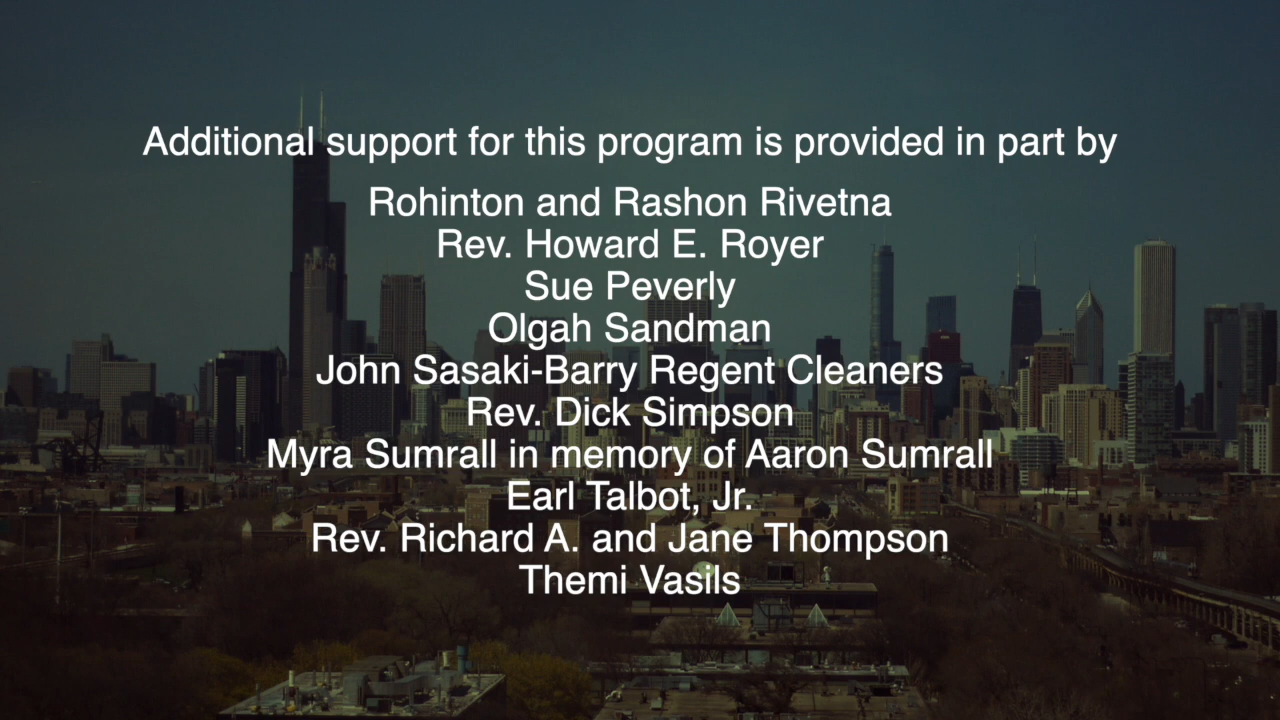 Additional support for this program is provided in part by
Rohinton and Rashon Rivetna
Rev. Howard E. Royer
Sue Peverly
Olgah Sandman
John Sasaki-Barry Regent Cleaners
Rev. Dick Simpson
Myra Sumrall in memory of Aaron Sumrall
Earl Talbot, Jr.
Rev. Richard A. and Jane Thompson
Themi Vasils